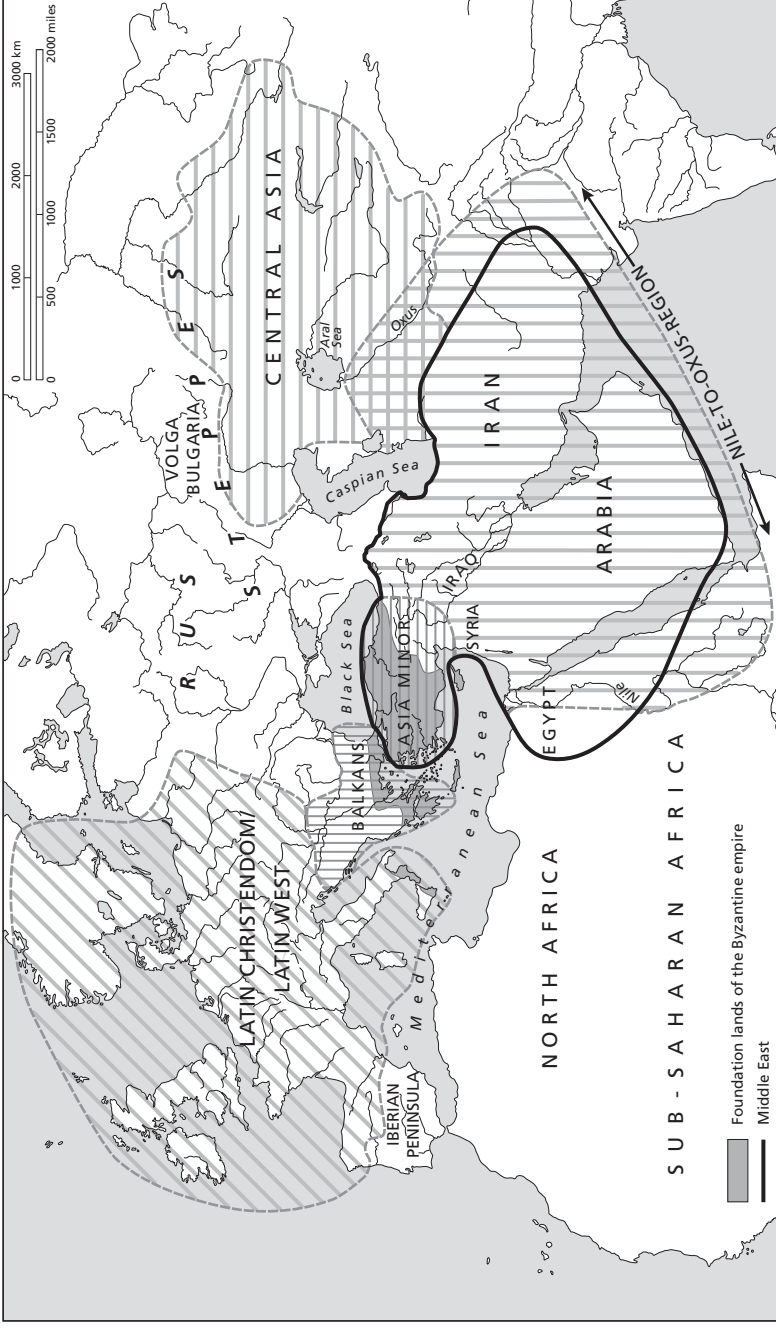 0 1000 2000 3000 km
0 500 1000 1500 2000 miles
RUS
VOLGA
BULGARIA
STEPPES
LATIN CHRISTENDOM/
LATIN WEST
CENTRAL ASIA
Aral
Sea
Oxus
Caspian Sea
Black Sea
BALKANS
ASIA MINOR
IBERIAN
PENINSULA
Mediterranean Sea
SYRIA
IRAQ
IRAN
ARABIA
EGYPT
Nile
NILE-TO-OXUS-REGION
NORTH AFRICA
SUB-SAHARAN AFRICA
Foundation lands of the Byzantine empire
Middle East